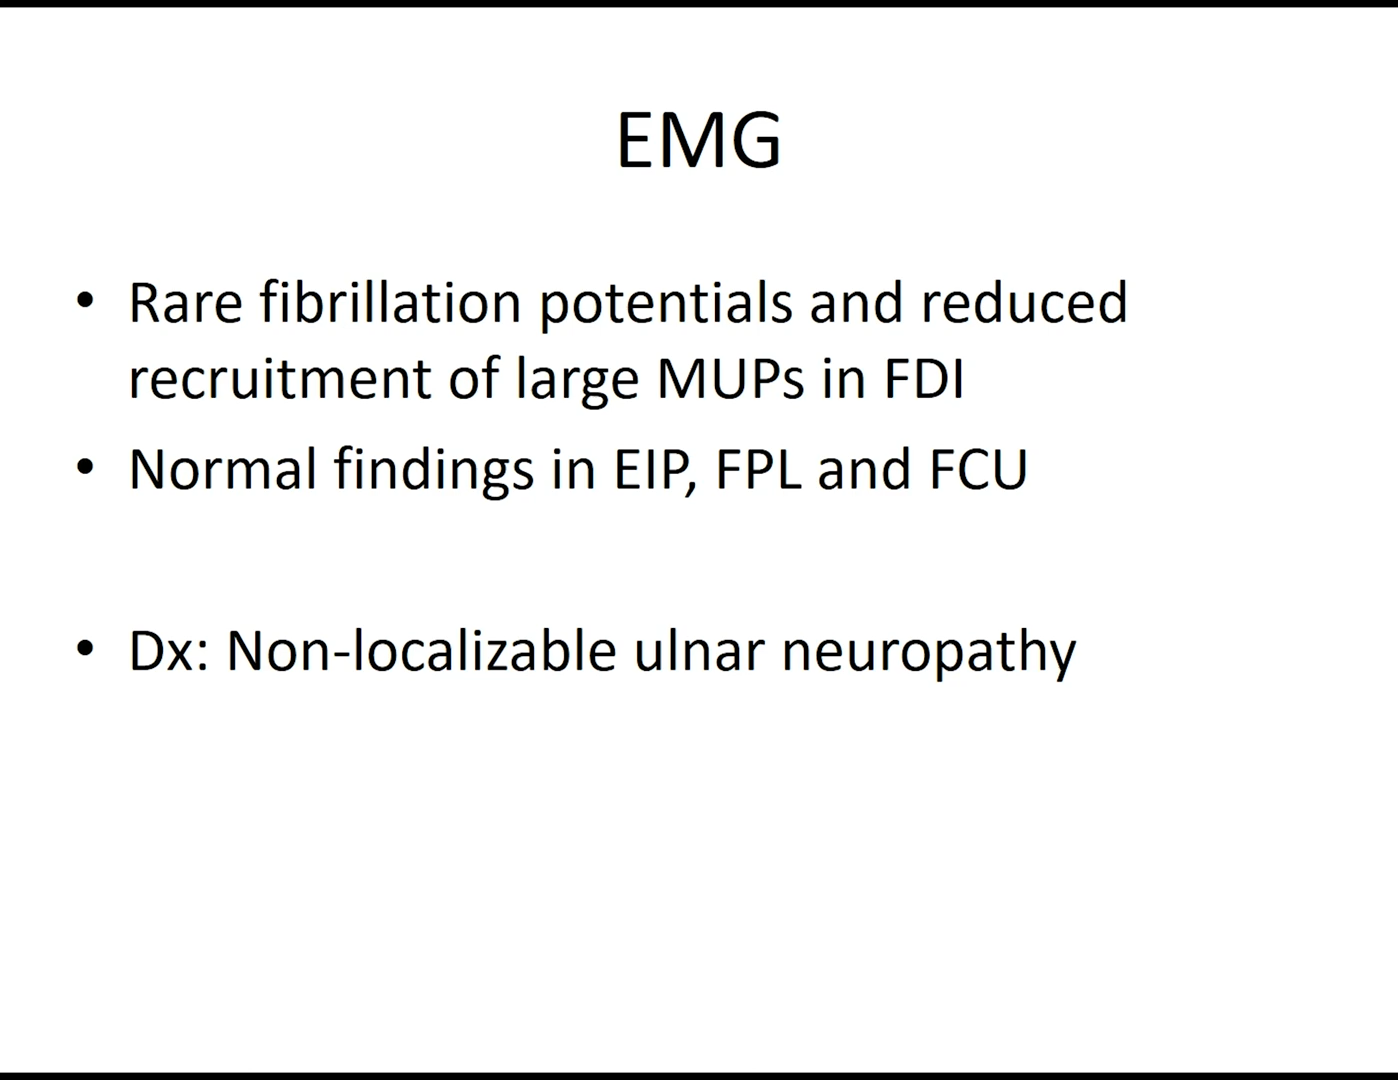 EMG
• Rare fibrillation potentials and reduced
recruitment of large MUPs in FDI
• Normal findings in EIP, FPL and FCU
• Dx: Non-localizable ulnar neuropathy